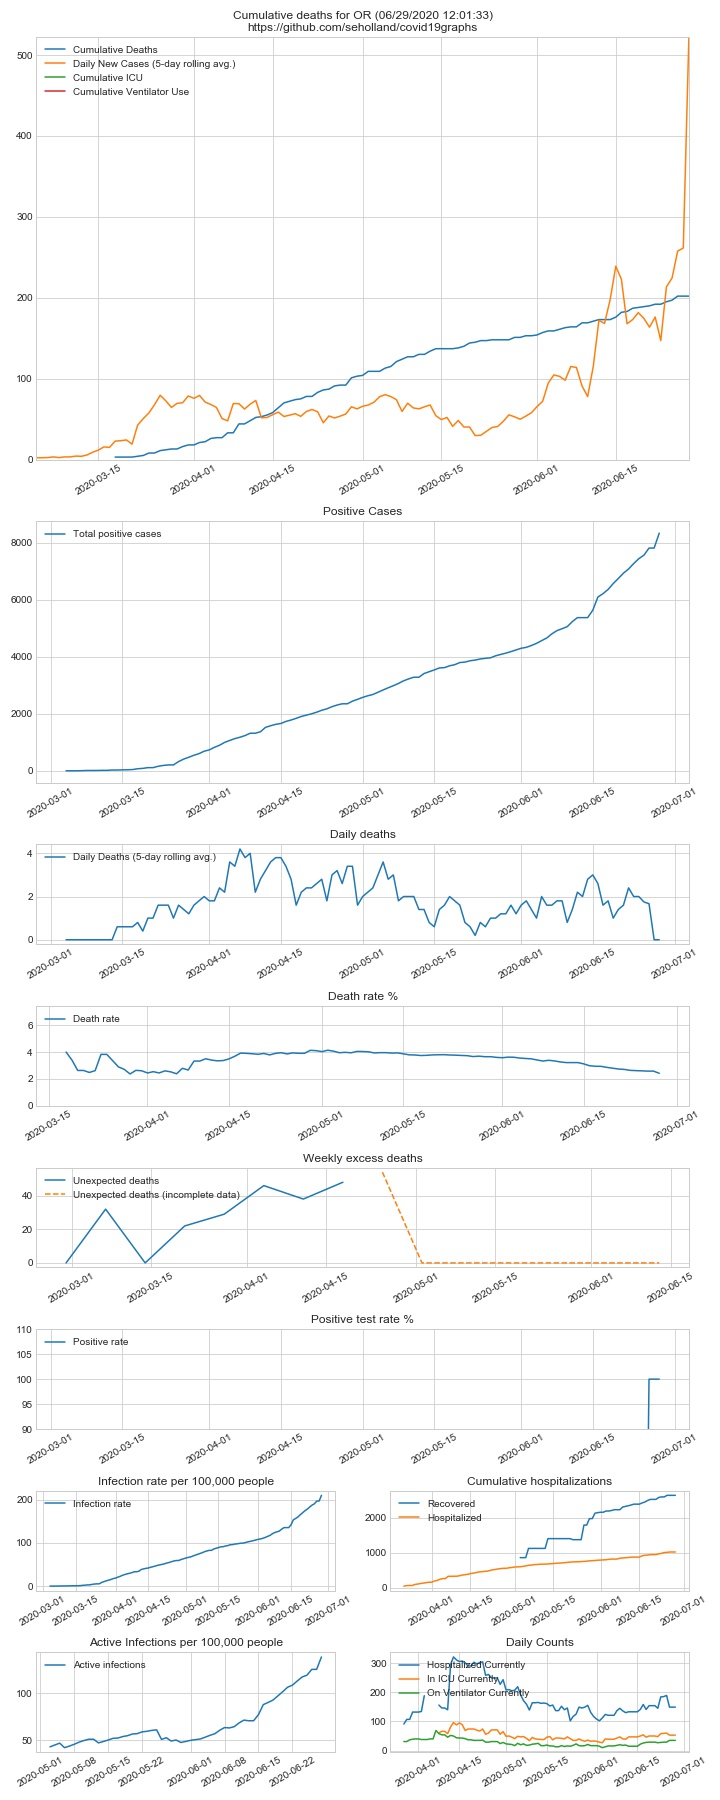 Cumulative deaths for OR (06/29/2020 12:01:33)
https://github.com/seholland/covid19graphs
Cumulative Deaths
Daily New Cases (5-day rolling avg.)
Cumulative ICU
Cumulative Ventilator Use
500
400
300
200
100
0
2020-03-15 2020-04-01 2020-04-15 2020-05-01 2020-05-15 2020-06-01 2020-06-15
Positive Cases
Total positive cases
8000
6000
4000
2000
0
2020-03-01 2020-03-15 2020-04-01 2020-04-15 2020-05-01 2020-05-15 2020-06-01 2020-06-15 2020-07-01
Daily deaths
Daily Deaths (5-day rolling avg.)
4
2
0
2020-03-01 2020-03-15 2020-04-01 2020-04-15 2020-05-01 2020-05-15 2020-06-01 2020-06-15 2020-07-01
Death rate %
Death rate
6
4
2
0
2020-03-15 2020-04-01 2020-04-15 2020-05-01 2020-05-15 2020-06-01 2020-06-15 2020-07-01
Weekly excess deaths
Unexpected deaths
Unexpected deaths (incomplete data)
40
20
0
2020-03-01 2020-03-15 2020-04-01 2020-04-15 2020-05-01 2020-05-15 2020-06-01 2020-06-15
Positive test rate %
Positive rate
110
105
100
95
90
2020-03-01 2020-03-15 2020-04-01 2020-04-15 2020-05-01 2020-05-15 2020-06-01 2020-06-15 2020-07-01
Infection rate per 100,000 people
Infection rate
200
100
0
2020-03-01 2020-03-15 2020-04-01 2020-04-15 2020-05-01 2020-05-15 2020-06-01 2020-06-15 2020-07-01
Cumulative hospitalizations
Recovered
Hospitalized
2000
1000
0
2020-04-01 2020-04-15 2020-05-01 2020-05-15 2020-06-01 2020-06-15 2020-07-01
Active Infections per 100,000 people
Active infections
100
50
2020-05-01 2020-05-08 2020-05-15 2020-05-22 2020-06-01 2020-06-08 2020-06-15 2020-06-22
Daily Counts
Hospitalized Currently
In ICU Currently
On Ventilator Currently
300
200
100
0
2020-04-01 2020-04-15 2020-05-01 2020-05-15 2020-06-01 2020-06-15 2020-07-01